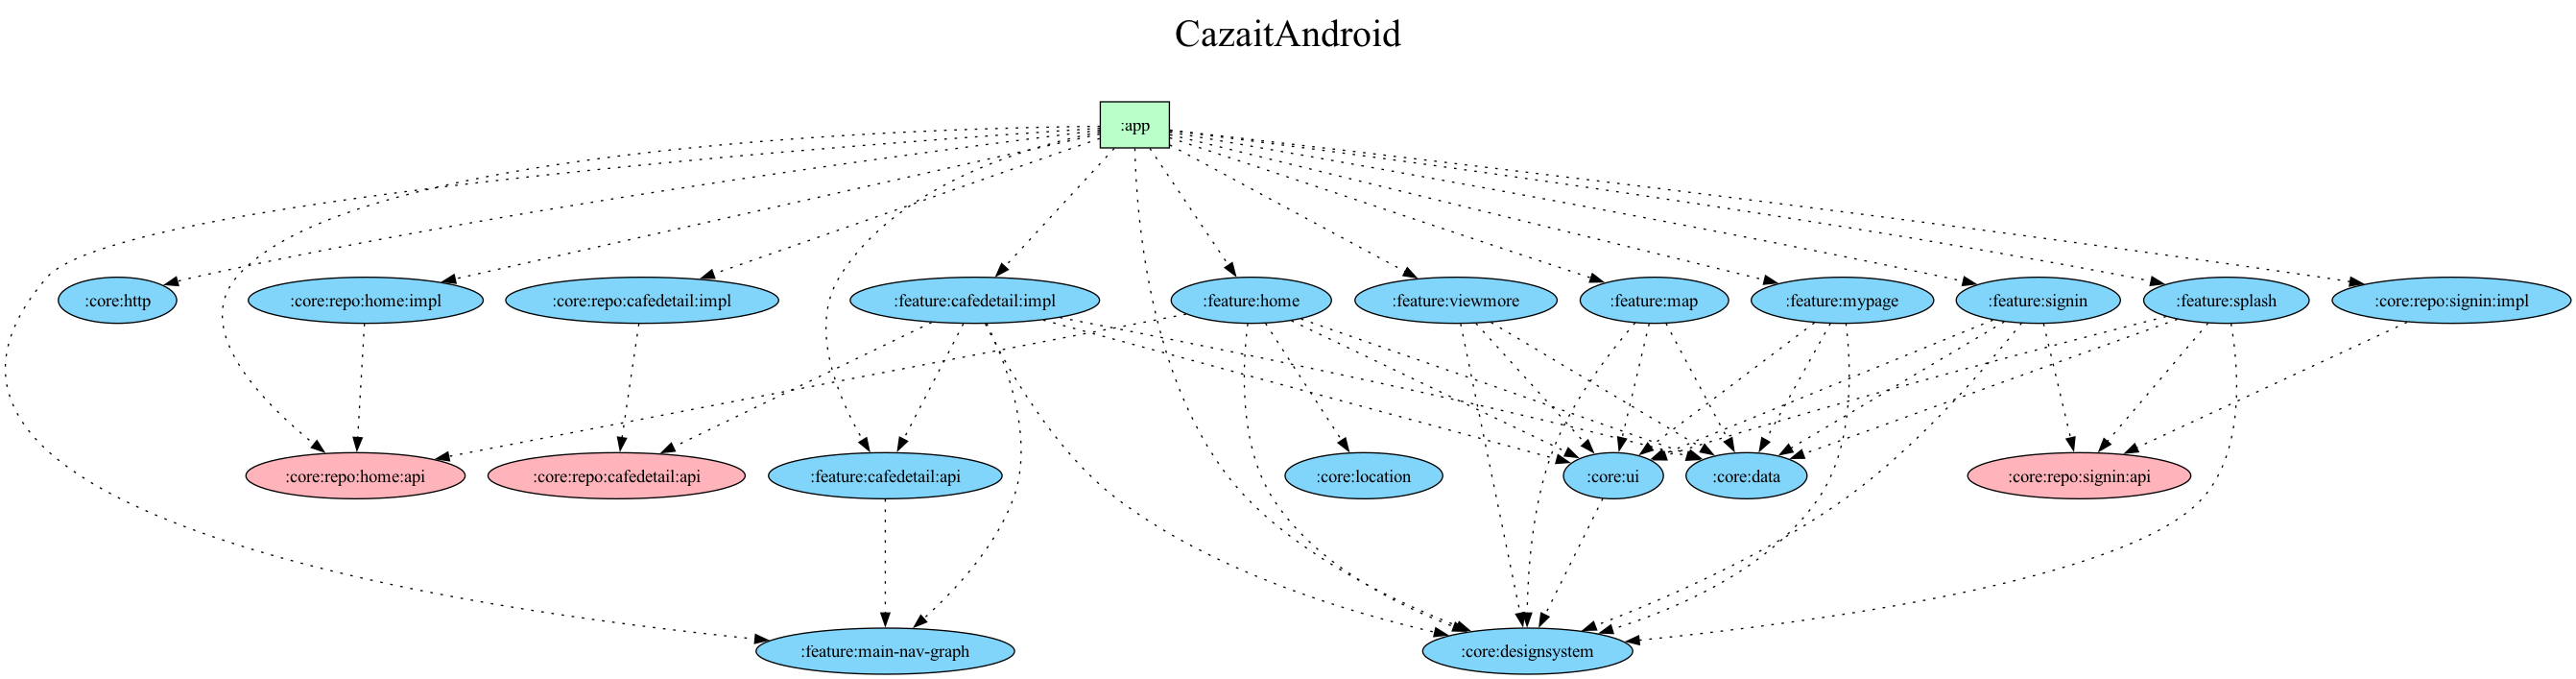 CazaitAndroid
:app
:core:http
:core:repo:home:impl
:core:repo:cafedetail:impl
:feature:cafedetail:impl
:feature:home
:feature:viewmore
:feature:map
:feature:mypage
:feature:signin
:feature:splash
:core:repo:signin:impl
:core:repo:home:api
:core:repo:cafedetail:api
:feature:cafedetail:api
:core:location
:core:ui
:core:data
:core:repo:signin:api
:feature:main-nav-graph
:core:designsystem